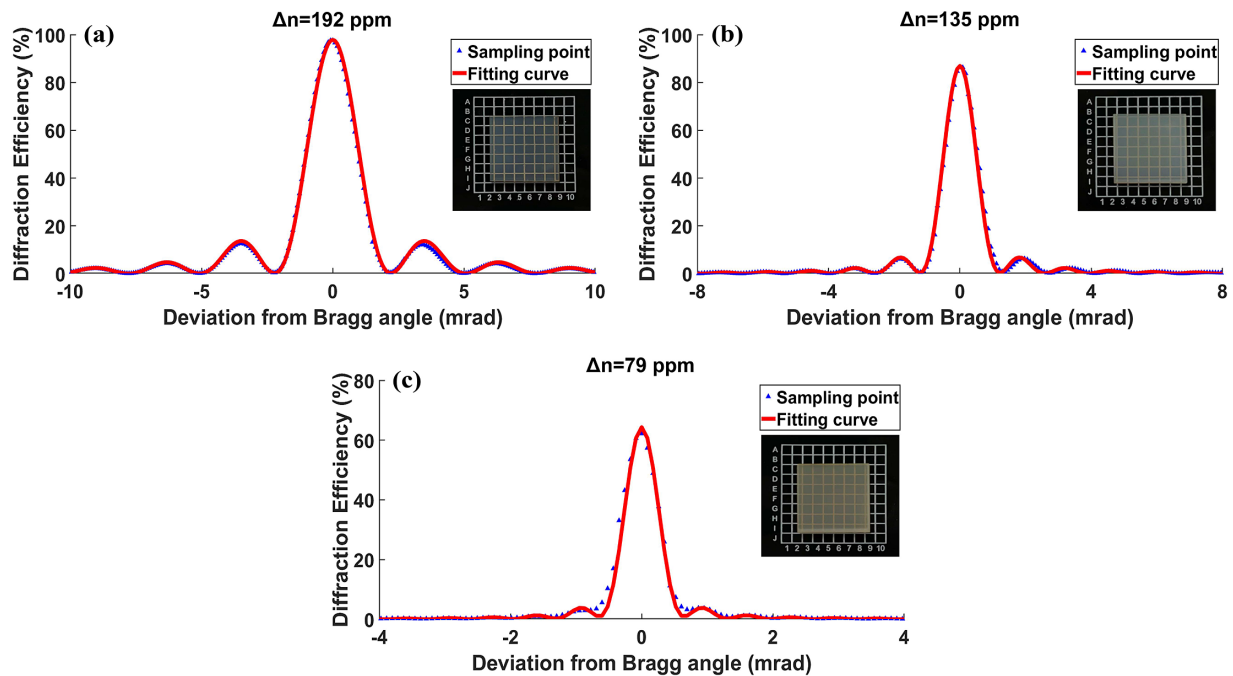 Δn=192 ppm
(a)
Diffraction Efficiency (%)
100
80
60
40
20
0
-10
-5
0
5
10
Deviation from Bragg angle (mrad)
Sampling point
Fitting curve
A
B
C
D
E
F
G
H
I
J
1 2 3 4 5 6 7 8 9 10
Δn=135 ppm
(b)
Diffraction Efficiency (%)
100
80
60
40
20
0
-8
-4
0
4
8
Deviation from Bragg angle (mrad)
Sampling point
Fitting curve
A
B
C
D
E
F
G
H
I
J
1 2 3 4 5 6 7 8 9 10
Δn=79 ppm
(c)
Diffraction Efficiency (%)
80
60
40
20
0
-4
-2
0
2
4
Deviation from Bragg angle (mrad)
Sampling point
Fitting curve
A
B
C
D
E
F
G
H
I
J
1 2 3 4 5 6 7 8 9 10